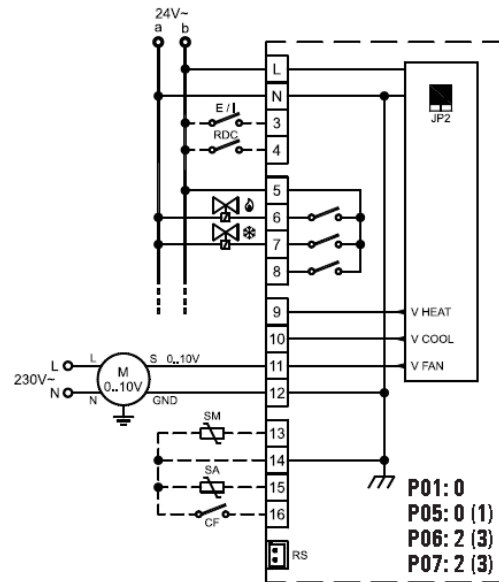 24V~
a b
L
N
JP2
E / I
3
RDC
4
5
6
7
8
9
V HEAT
10
V COOL
L
L
S 0..10V
11
V FAN
M
0..10V
230V~
N
N
GND
12
SM
13
14
SA
15
CF
16
RS
P01: 0
P05: 0 (1)
P06: 2 (3)
P07: 2 (3)